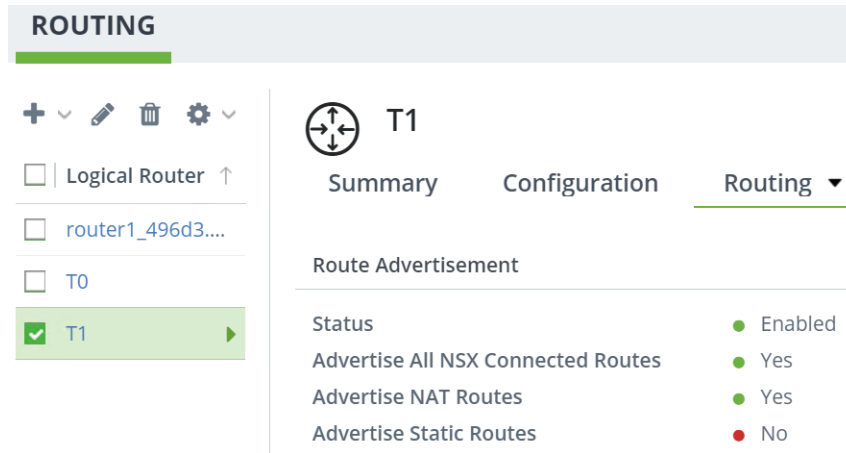 ROUTING
Logical Router
router1_496d3....
T0
T1
T1
Summary Configuration Routing
Route Advertisement
Status Enabled
Advertise All NSX Connected Routes Yes
Advertise NAT Routes Yes
Advertise Static Routes No